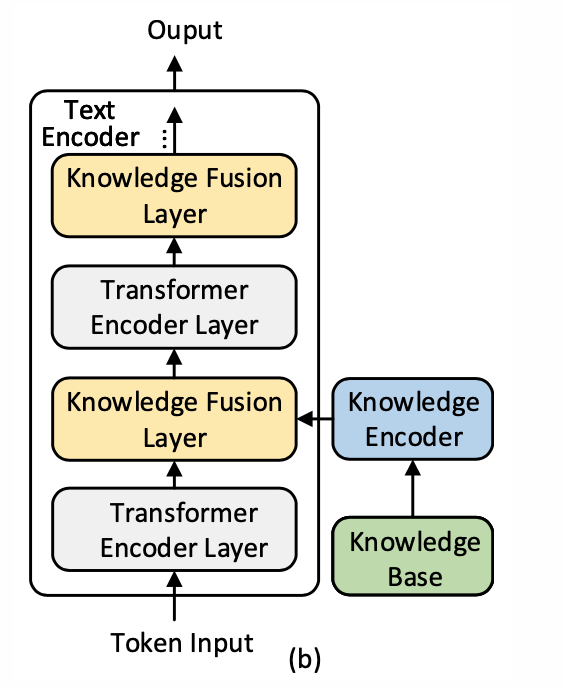 Ouput
Text
Encoder
Knowledge Fusion
Layer
Transformer
Encoder Layer
Knowledge Fusion
Layer
Knowledge
Encoder
Transformer
Encoder Layer
Knowledge
Base
Token Input
(b)